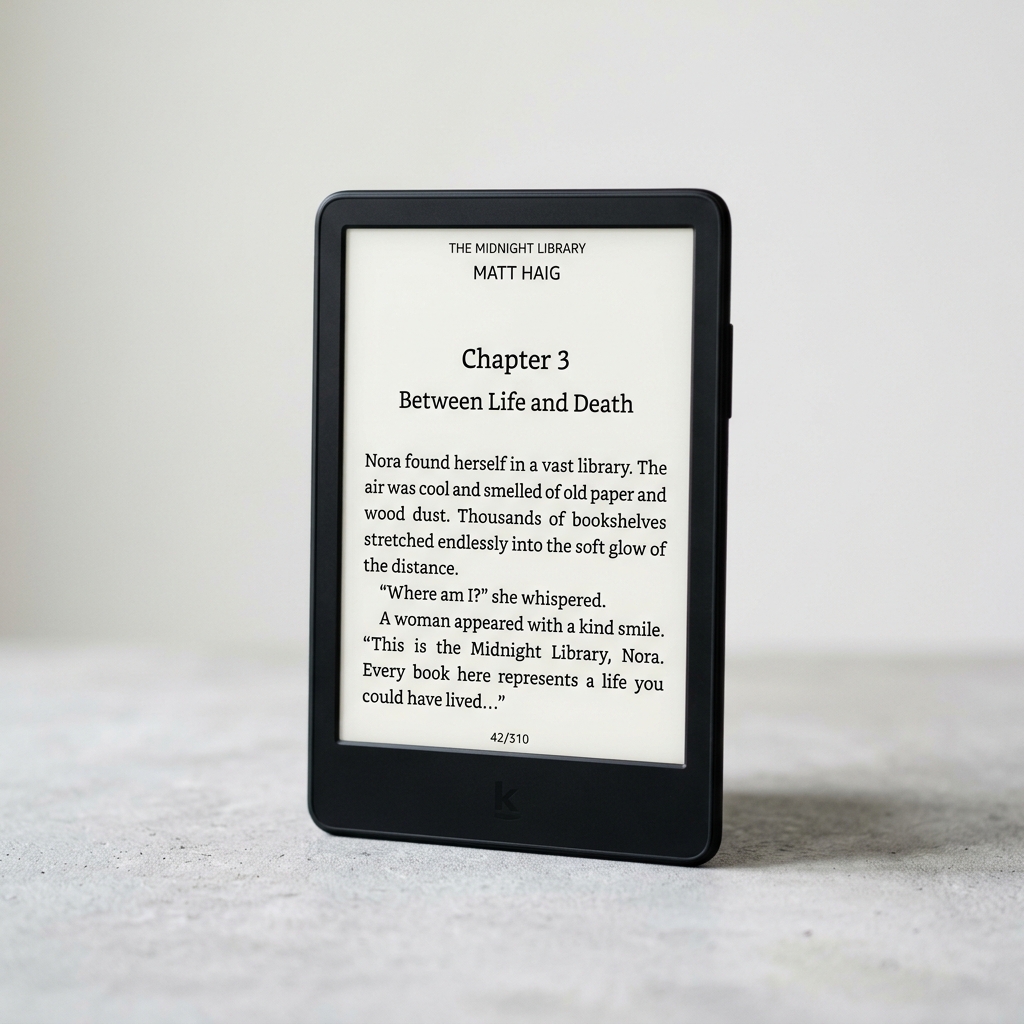 THE MIDNIGHT LIBRARY
MATT HAIG
Chapter 3
Between Life and Death
Nora found herself in a vast library. The
air was cool and smelled of old paper and
wood dust. Thousands of bookshelves
stretched endlessly into the soft glow of
the distance.
“Where am I?” she whispered.
A woman appeared with a kind smile.
“This is the Midnight Library, Nora.
Every book here represents a life you
could have lived...”
42/310
k